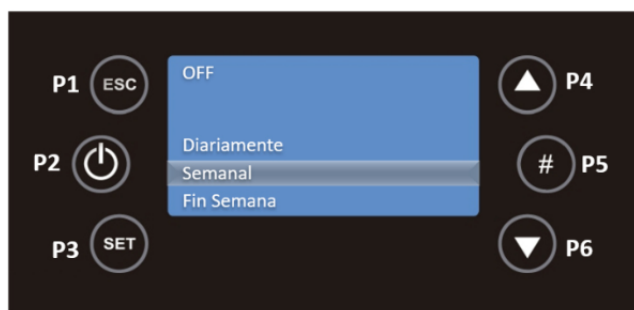 P1 ESC
P2
P3 SET
OFF
Diariamente
Semanal
Fin Semana
P4
# P5
P6